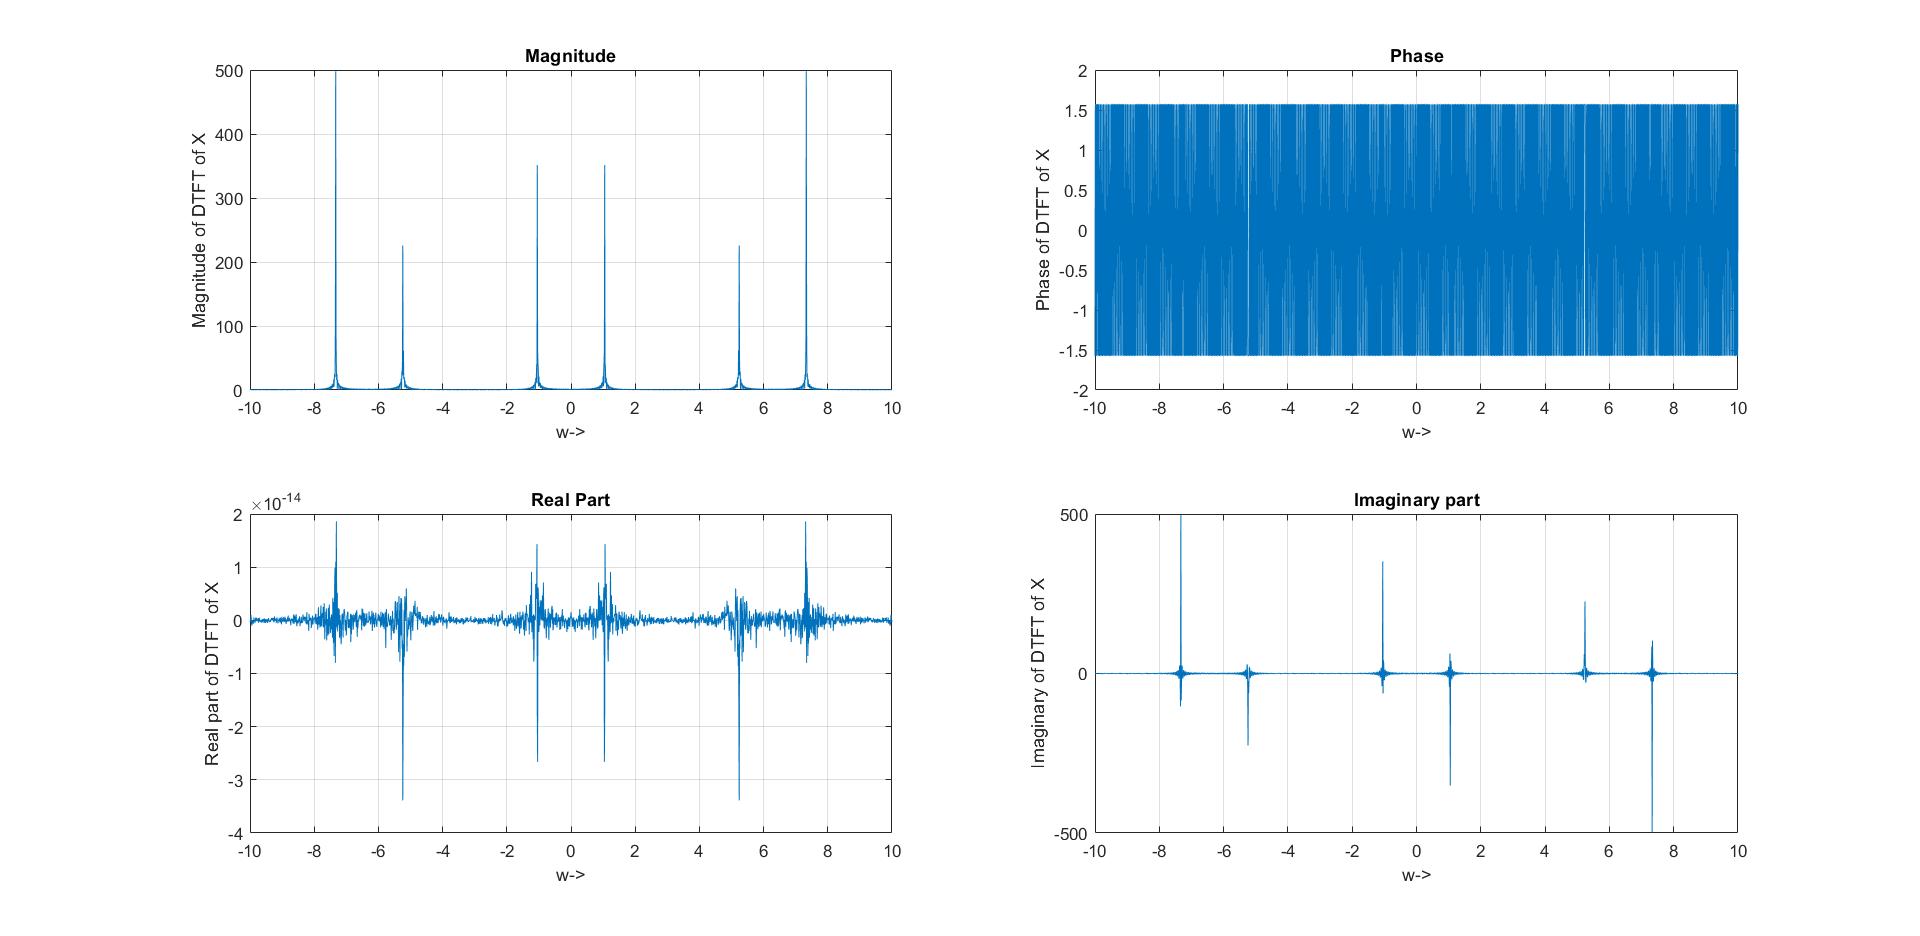 Magnitude
Magnitude of DTFT of X
500
400
300
200
100
0
-10 -8 -6 -4 -2 0 2 4 6 8 10
w->
Phase
Phase of DTFT of X
2
1.5
1
0.5
0
-0.5
-1
-1.5
-2
-10 -8 -6 -4 -2 0 2 4 6 8 10
w->
Real Part
×10-14
Real part of DTFT of X
2
1
0
-1
-2
-3
-4
-10 -8 -6 -4 -2 0 2 4 6 8 10
w->
Imaginary part
Imaginary of DTFT of X
500
0
-500
-10 -8 -6 -4 -2 0 2 4 6 8 10
w->